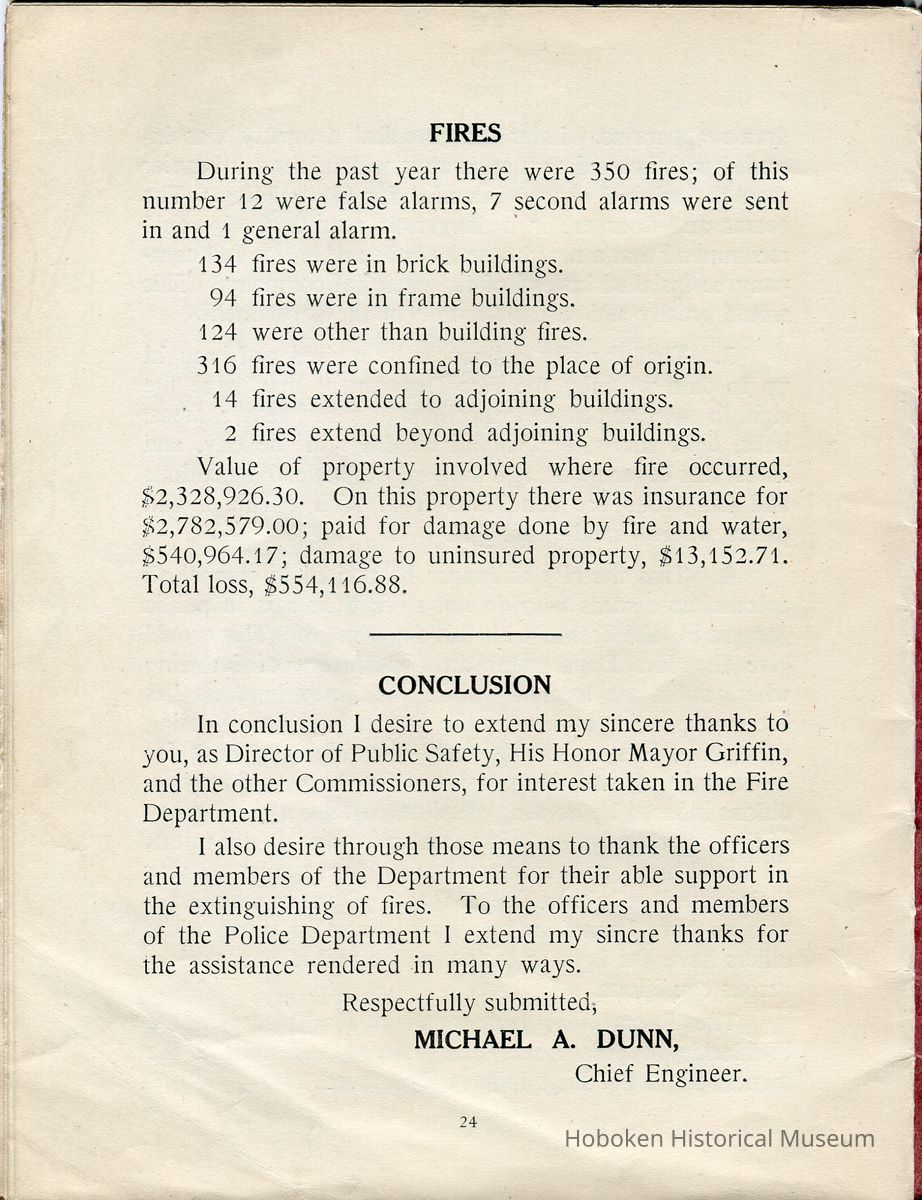 FIRES
During the past year there were 350 fires; of this
number 12 were false alarms, 7 second alarms were sent
in and 1 general alarm.
134 fires were in brick buildings.
94 fires were in frame buildings.
124 were other than building fires.
316 fires were confined to the place of origin.
14 fires extended to adjoining buildings.
2 fires extend beyond adjoining buildings.
Value of property involved where fire occurred,
$2,328,926.30. On this property there was insurance for
$2,782,579.00; paid for damage done by fire and water,
$540,964.17; damage to uninsured property, $13,152.71.
Total loss, $554,116.88.
CONCLUSION
In conclusion I desire to extend my sincere thanks to
you, as Director of Public Safety, His Honor Mayor Griffin,
and the other Commissioners, for interest taken in the Fire
Department.
I also desire through those means to thank the officers
and members of the Department for their able support in
the extinguishing of fires. To the officers and members
of the Police Department I extend my sincre thanks for
the assistance rendered in many ways.
Respectfully submitted,
MICHAEL A. DUNN,
Chief Engineer.
24
Hoboken Historical Museum